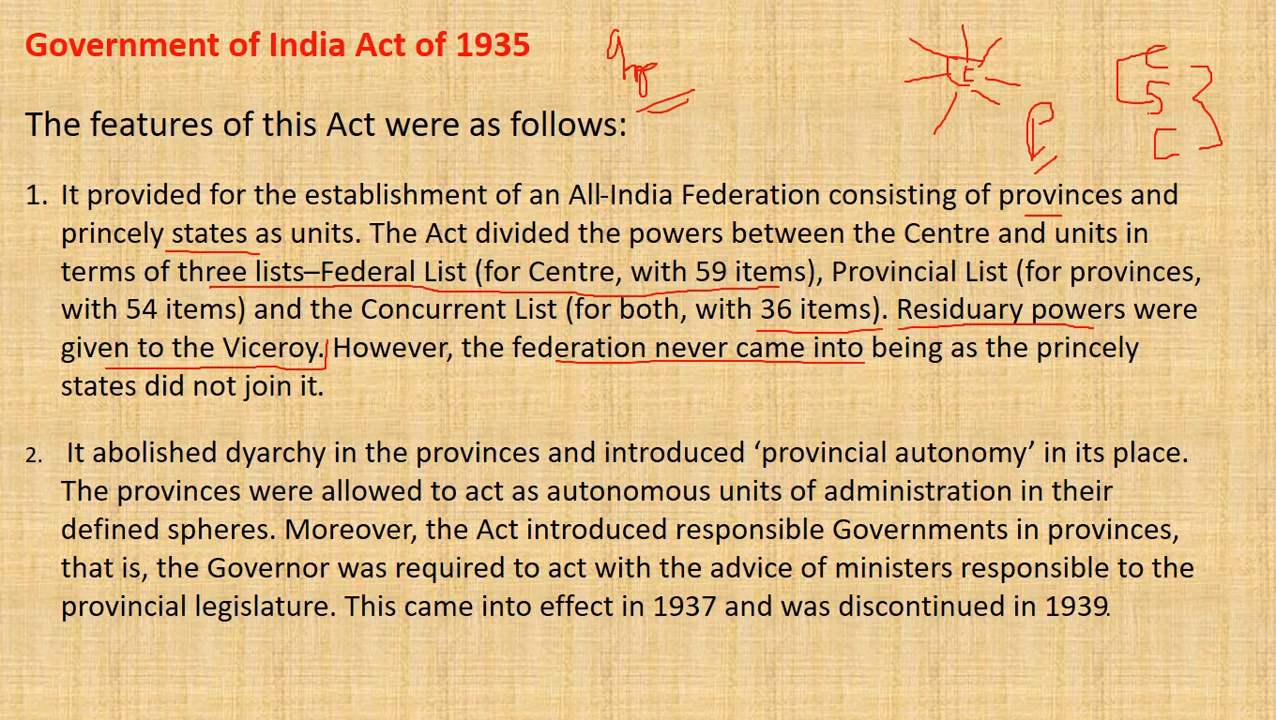 Government of India Act of 1935
The features of this Act were as follows:
1. It provided for the establishment of an All-India Federation consisting of provinces and
princely states as units. The Act divided the powers between the Centre and units in
terms of three lists–Federal List (for Centre, with 59 items), Provincial List (for provinces,
with 54 items) and the Concurrent List (for both, with 36 items). Residuary powers were
given to the Viceroy. However, the federation never came into being as the princely
states did not join it.
2. It abolished dyarchy in the provinces and introduced ‘provincial autonomy’ in its place.
The provinces were allowed to act as autonomous units of administration in their
defined spheres. Moreover, the Act introduced responsible Governments in provinces,
that is, the Governor was required to act with the advice of ministers responsible to the
provincial legislature. This came into effect in 1937 and was discontinued in 1939.